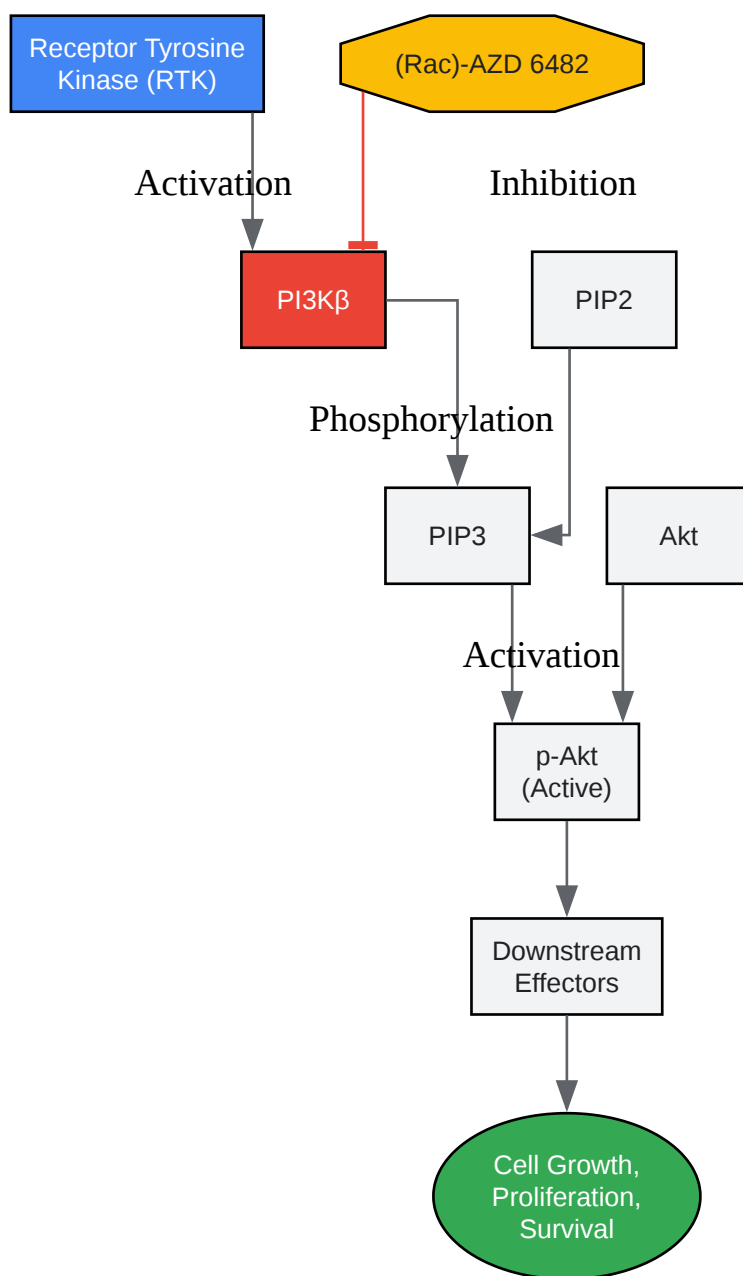 Receptor Tyrosine
Kinase (RTK)
(Rac)-AZD 6482
Activation
Inhibition
PI3Kβ
PIP2
Phosphorylation
PIP3
Akt
Activation
p-Akt
(Active)
Downstream
Effectors
Cell Growth,
Proliferation,
Survival